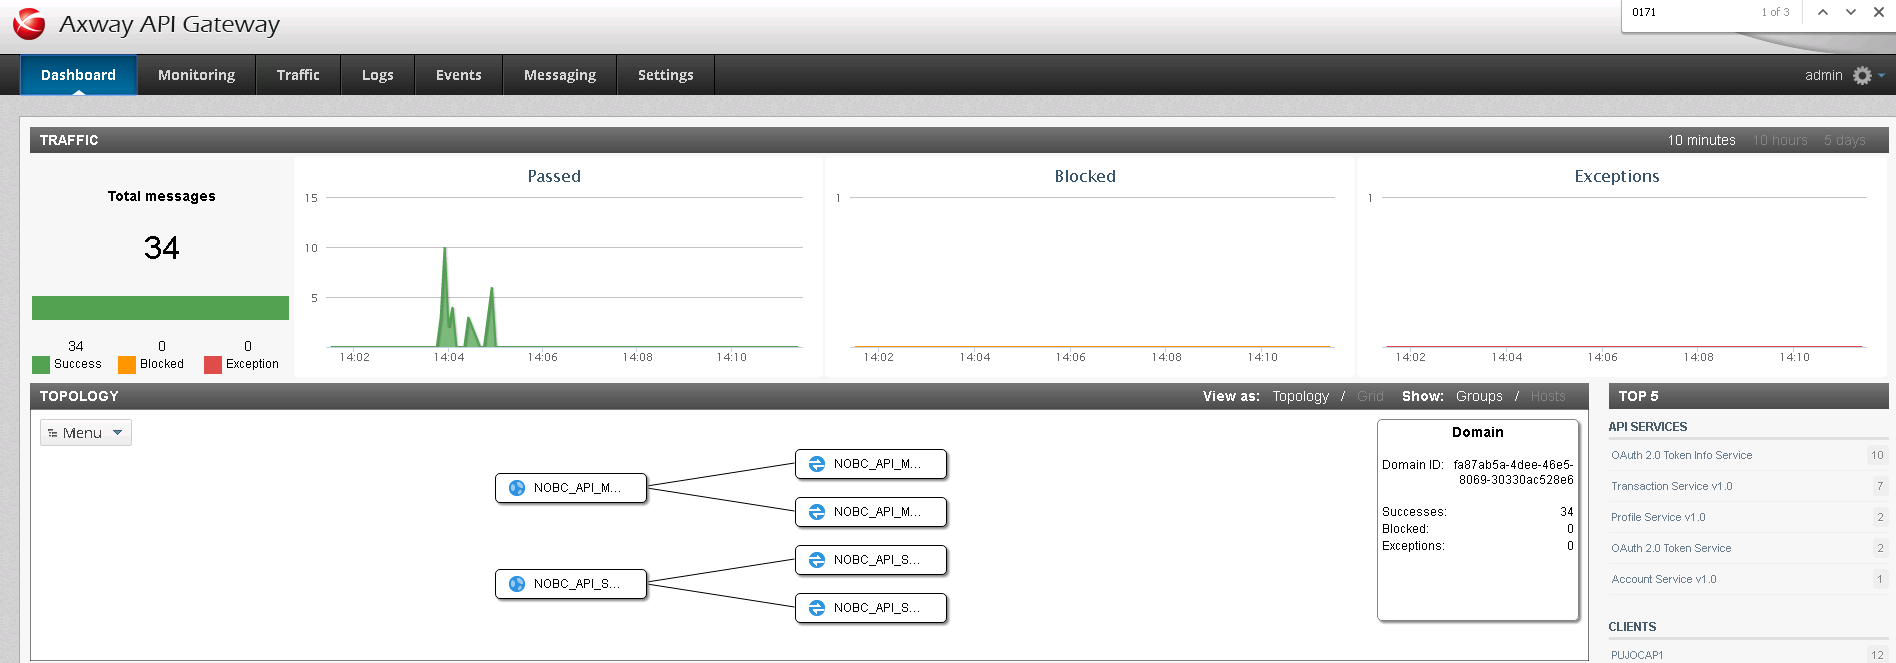 Axway API Gateway
0171 1 of 3
Dashboard Monitoring Traffic Logs Events Messaging Settings admin
TRAFFIC 10 minutes 10 hours 5 days
Total messages
34
34 0 0
Success Blocked Exception
Passed
15
10
5
14:02 14:04 14:06 14:08 14:10
Blocked
1
14:02 14:04 14:06 14:08 14:10
Exceptions
1
14:02 14:04 14:06 14:08 14:10
TOPOLOGY View as: Topology / Grid Show: Groups / Hosts
Menu
NOBC_API_M...
NOBC_API_M...
NOBC_API_M...
NOBC_API_S...
NOBC_API_S...
NOBC_API_S...
Domain
Domain ID: fa87ab5a-4dee-46e5-
8069-30330ac528e6
Successes: 34
Blocked: 0
Exceptions: 0
TOP 5
API SERVICES
OAuth 2.0 Token Info Service 10
Transaction Service v1.0 7
Profile Service v1.0 2
OAuth 2.0 Token Service 2
Account Service v1.0 1
CLIENTS
PUJOCAP1 12